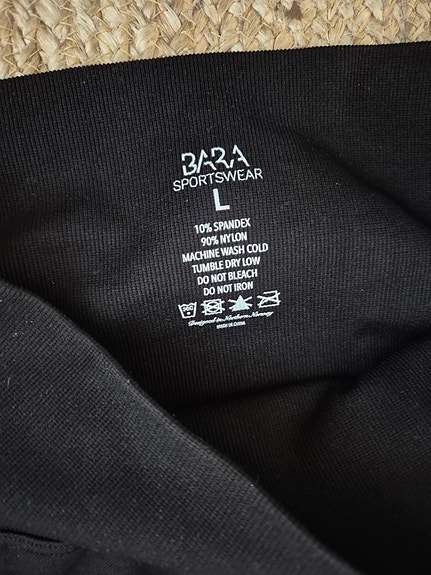 BARA
SPORTSWEAR
L
10% SPANDEX
90% NYLON
MACHINE WASH COLD
TUMBLE DRY LOW
DO NOT BLEACH
DO NOT IRON
Designed in Northern Norway
MADE IN CHINA